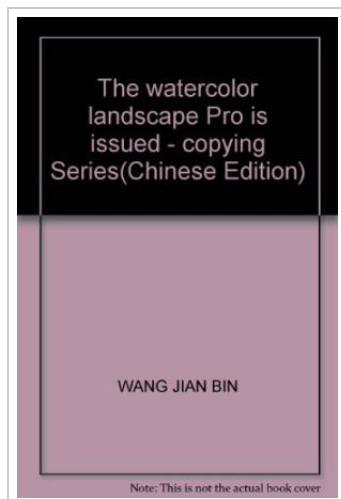 The watercolor
landscape Pro is
issued - copying
Series(Chinese Edition)
WANG JIAN BIN
Note: This is not the actual book cover